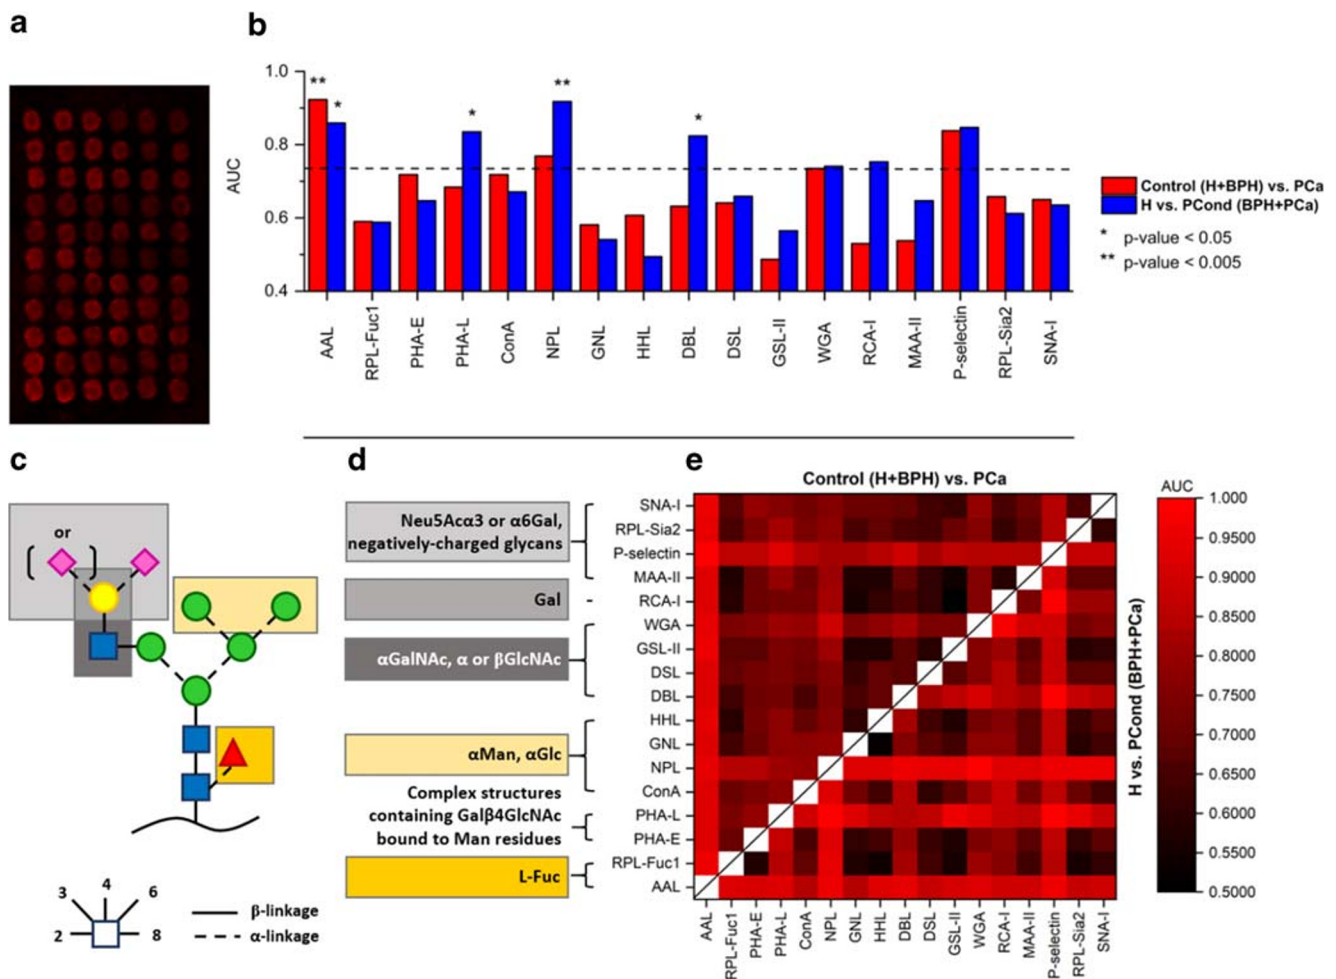 a
b
1.0
0.8
0.6
0.4
AUC
**
*
*
**
*
AAL
RPL-Fuc1
PHA-E
PHA-L
ConA
NPL
GNL
HHL
DBL
DSL
GSL-II
WGA
RCA-I
MAA-II
P-selectin
RPL-Sia2
SNA-I
Control (H+BPH) vs. PCa
H vs. PCond (BPH+PCa)
* p-value < 0.05
** p-value < 0.005
c
or
3
4
6
2
8
β-linkage
α-linkage
d
Neu5Acα3 or α6Gal,
negatively-charged glycans
Gal
-
αGalNAc, α or βGlcNAc
αMan, αGlc
Complex structures
containing Galβ4GlcNAc
bound to Man residues
L-Fuc
e
Control (H+BPH) vs. PCa
SNA-I
RPL-Sia2
P-selectin
MAA-II
RCA-I
WGA
GSL-II
DSL
DBL
HHL
GNL
NPL
ConA
PHA-L
PHA-E
RPL-Fuc1
AAL
AAL
RPL-Fuc1
PHA-E
PHA-L
ConA
NPL
GNL
HHL
DBL
DSL
GSL-II
WGA
RCA-I
MAA-II
P-selectin
RPL-Sia2
SNA-I
H vs. PCond (BPH+PCa)
AUC
1.000
0.9500
0.9000
0.8500
0.8000
0.7500
0.7000
0.6500
0.6000
0.5500
0.5000